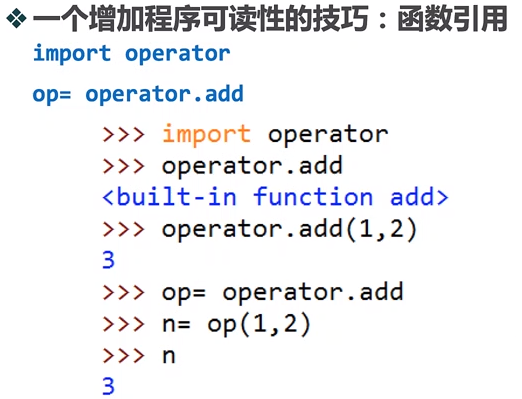 ❖一个增加程序可读性的技巧：函数引用
import operator
op= operator.add
>>> import operator
>>> operator.add
<built-in function add>
>>> operator.add(1,2)
3
>>> op= operator.add
>>> n= op(1,2)
>>> n
3